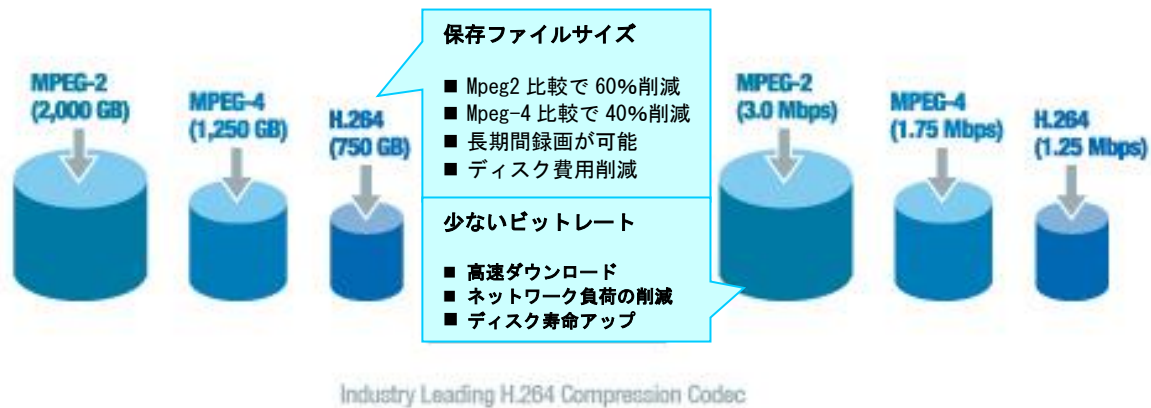 MPEG-2
(2,000 GB)
MPEG-4
(1,250 GB)
H.264
(750 GB)
保存ファイルサイズ
■ Mpeg2 比較で 60%削減
■ Mpeg-4 比較で 40%削減
■ 長期間録画が可能
■ ディスク費用削減
少ないビットレート
■ 高速ダウンロード
■ ネットワーク負荷の削減
■ ディスク寿命アップ
MPEG-2
(3.0 Mbps)
MPEG-4
(1.75 Mbps)
H.264
(1.25 Mbps)
Industry Leading H.264 Compression Codec